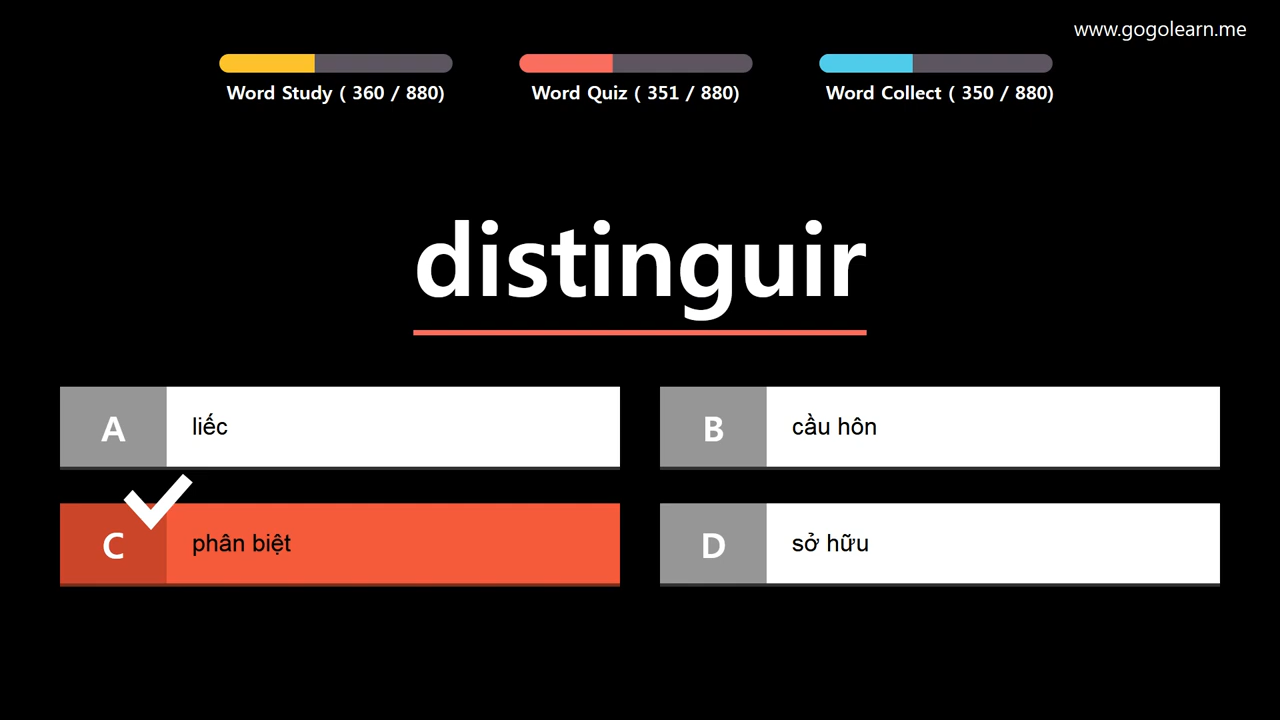 www.gogolearn.me
Word Study ( 360 / 880)
Word Quiz ( 351 / 880)
Word Collect ( 350 / 880)
distinguir
A liếc
B cầu hôn
C phân biệt
D sở hữu